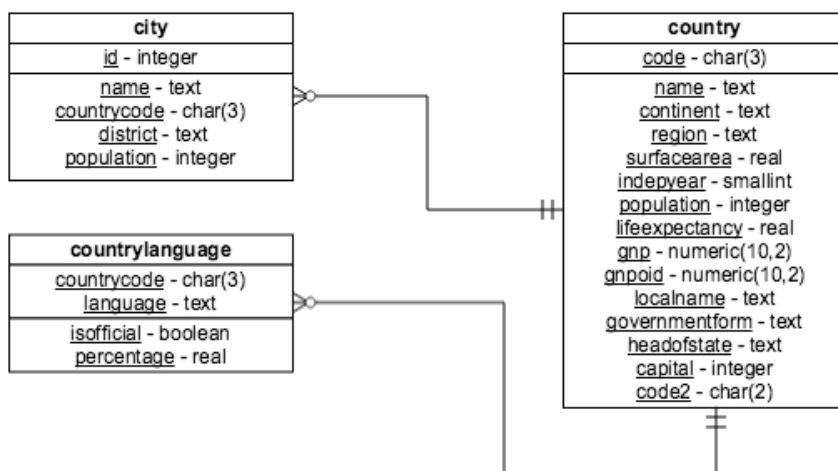 city
id - integer
name - text
countrycode - char(3)
district - text
population - integer
countrylanguage
countrycode - char(3)
language - text
isofficial - boolean
percentage - real
country
code - char(3)
name - text
continent - text
region - text
surfacearea - real
indepyear - smallint
population - integer
lifeexpectancy - real
gnp - numeric(10,2)
gnpoid - numeric(10,2)
localname - text
governmentform - text
headofstate - text
capital - integer
code2 - char(2)